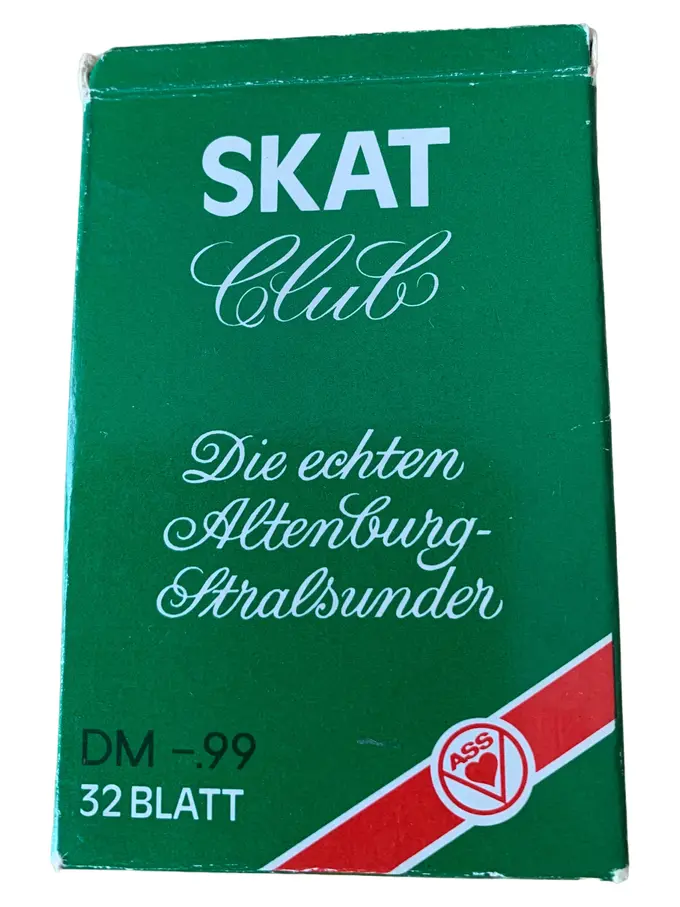 SKAT
Club
Die echten
Altenburg-
Stralsunder
DM -.99
32 BLATT
ASS